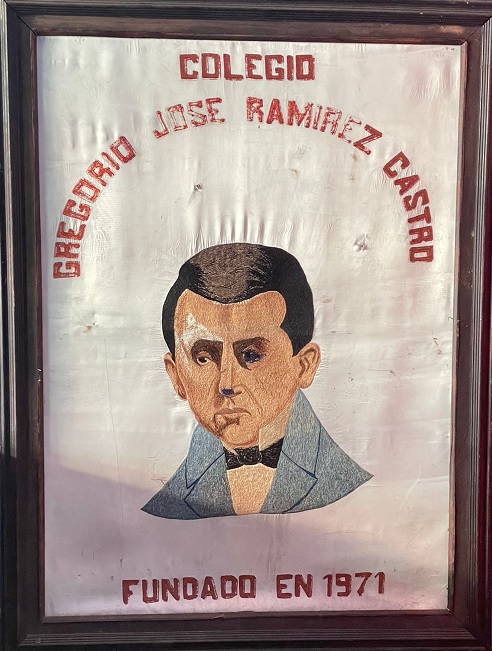 COLEGIO
GREGORIO JOSE RAMIREZ CASTRO
FUNDADO EN 1971